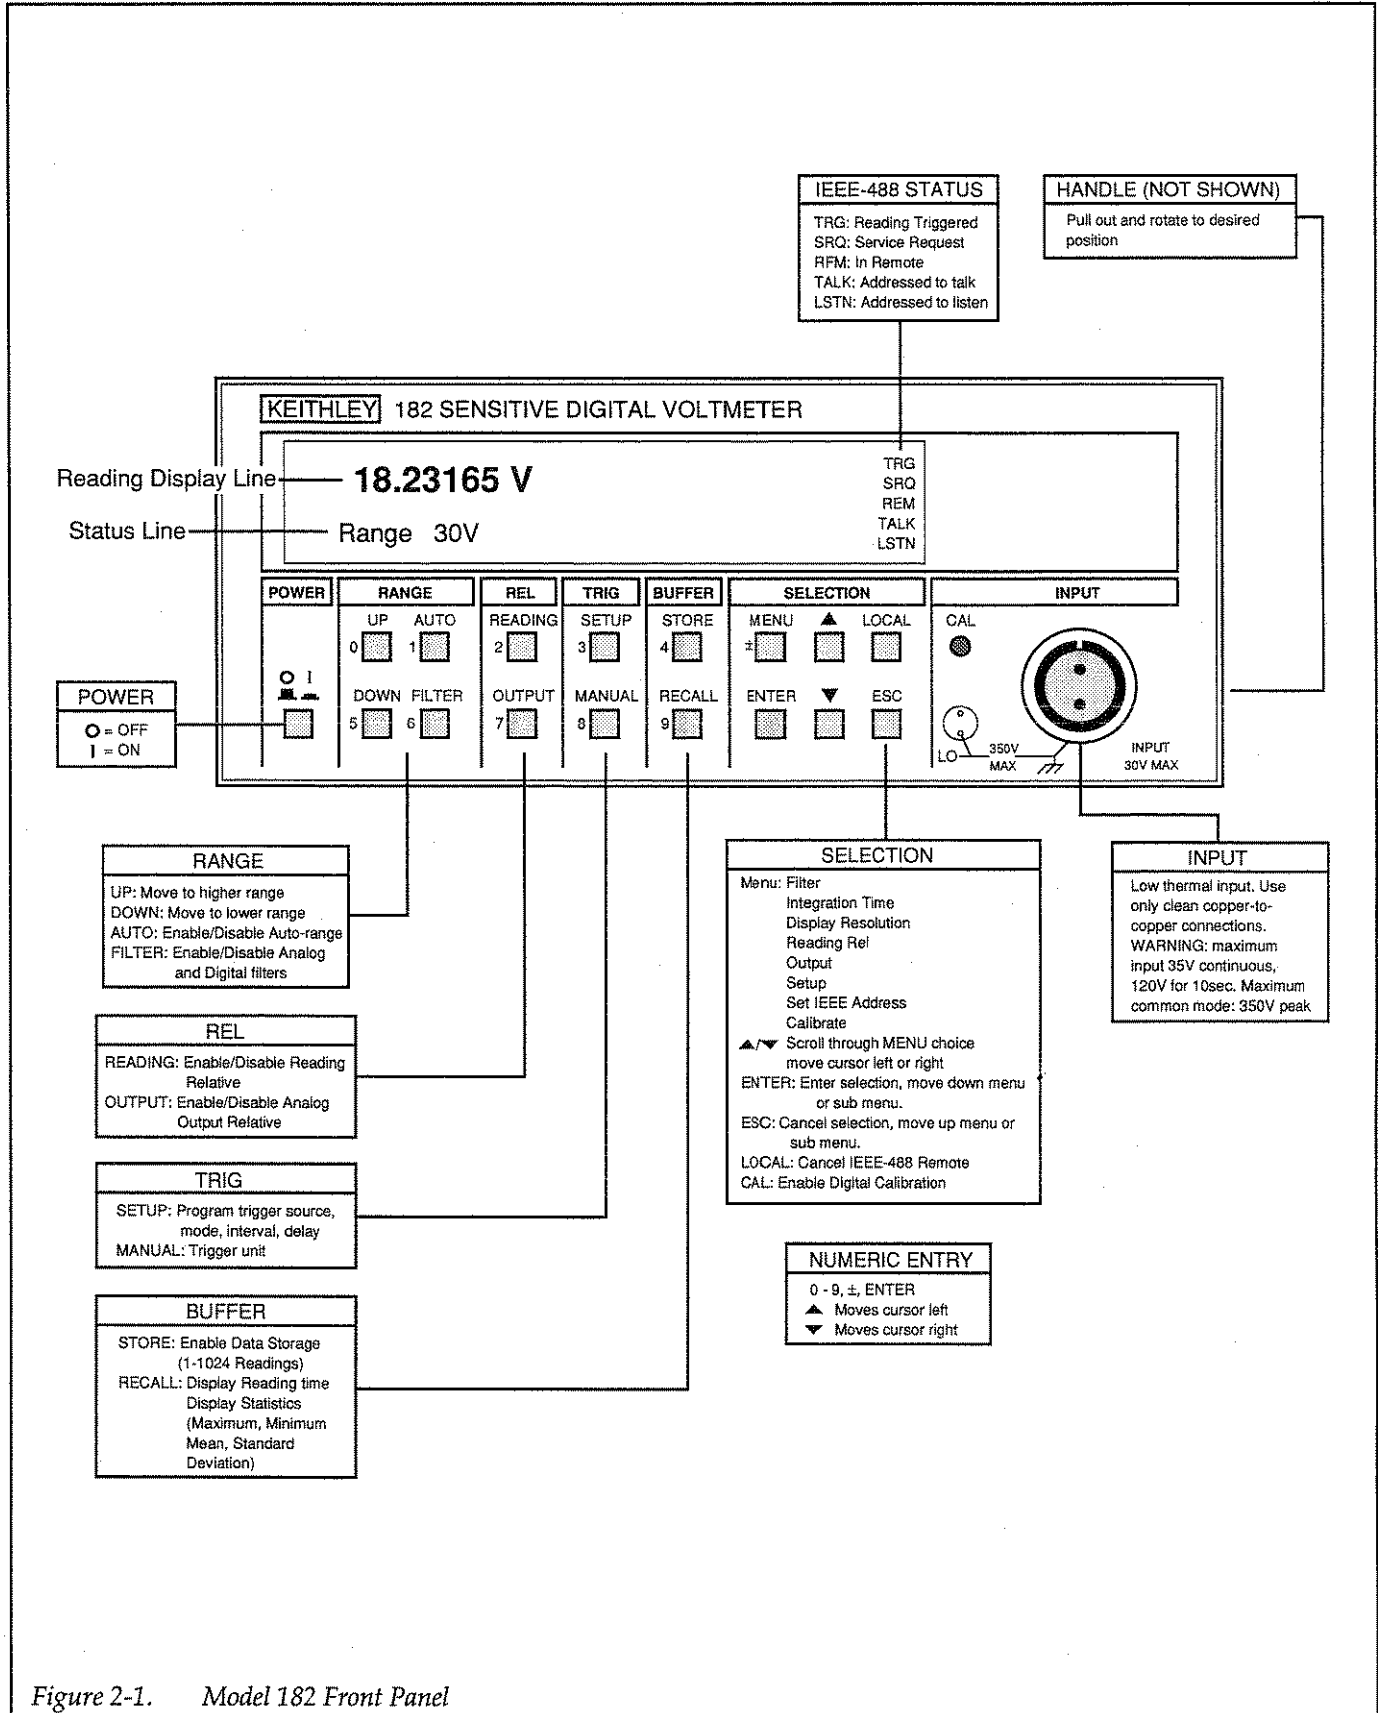 IEEE-488 STATUS
TRG: Reading Triggered
SRQ: Service Request
RFM: In Remote
TALK: Addressed to talk
LSTN: Addressed to listen
HANDLE (NOT SHOWN)
Pull out and rotate to desired
position
KEITHLEY 182 SENSITIVE DIGITAL VOLTMETER
Reading Display Line
18.23165 V
Status Line
Range 30V
TRG
SRQ
REM
TALK
LSTN
POWER RANGE REL TRIG BUFFER SELECTION INPUT
UP AUTO READING SETUP STORE MENU ▲ LOCAL CAL
0 1 2 3 4 ±
O I
DOWN FILTER OUTPUT MANUAL RECALL ENTER ▼ ESC
5 6 7 8 9
LO 350V
MAX
INPUT
30V MAX
POWER
O = OFF
I = ON
RANGE
UP: Move to higher range
DOWN: Move to lower range
AUTO: Enable/Disable Auto-range
FILTER: Enable/Disable Analog
and Digital filters
REL
READING: Enable/Disable Reading
Relative
OUTPUT: Enable/Disable Analog
Output Relative
TRIG
SETUP: Program trigger source,
mode, interval, delay
MANUAL: Trigger unit
BUFFER
STORE: Enable Data Storage
(1-1024 Readings)
RECALL: Display Reading time
Display Statistics
(Maximum, Minimum
Mean, Standard
Deviation)
SELECTION
Menu: Filter
Integration Time
Display Resolution
Reading Rel
Output
Setup
Set IEEE Address
Calibrate
▲/▼ Scroll through MENU choice
move cursor left or right
ENTER: Enter selection, move down menu
or sub menu.
ESC: Cancel selection, move up menu or
sub menu.
LOCAL: Cancel IEEE-488 Remote
CAL: Enable Digital Calibration
INPUT
Low thermal input. Use
only clean copper-to-
copper connections.
WARNING: maximum
input 35V continuous,
120V for 10sec. Maximum
common mode: 350V peak
NUMERIC ENTRY
0 - 9, ±, ENTER
▲ Moves cursor left
▼ Moves cursor right
Figure 2-1. Model 182 Front Panel